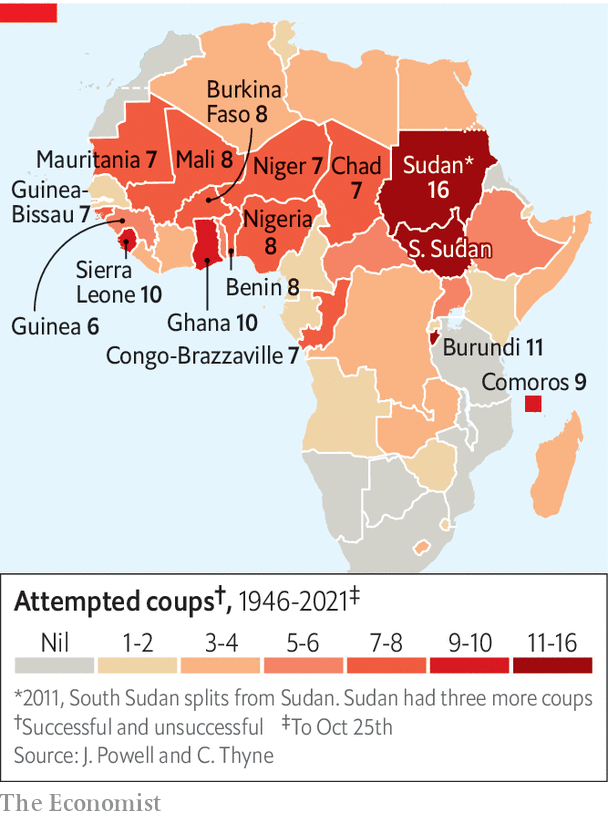 Burkina
Faso 8
Mauritania 7
Mali 8
Niger 7
Chad
7
Sudan*
16
Guinea-
Bissau 7
Nigeria
8
S. Sudan
Sierra
Leone 10
Benin 8
Guinea 6
Ghana 10
Congo-Brazzaville 7
Burundi 11
Comoros 9
Attempted coups†, 1946-2021‡
Nil 1-2 3-4 5-6 7-8 9-10 11-16
*2011, South Sudan splits from Sudan. Sudan had three more coups
†Successful and unsuccessful ‡To Oct 25th
Source: J. Powell and C. Thyne
The Economist